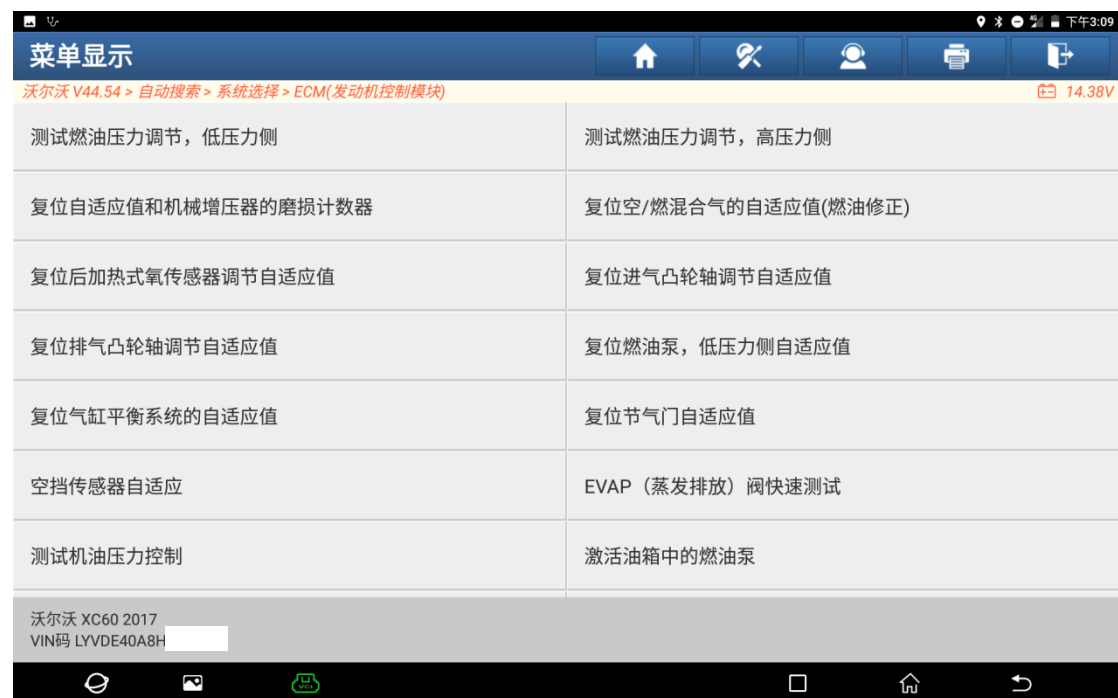 下午3:09
菜单显示
沃尔沃 V44.54 > 自动搜索 > 系统选择 > ECM(发动机控制模块)
14.38V
测试燃油压力调节，低压力侧
测试燃油压力调节，高压力侧
复位自适应值和机械增压器的磨损计数器
复位空/燃混合气的自适应值(燃油修正)
复位后加热式氧传感器调节自适应值
复位进气凸轮轴调节自适应值
复位排气凸轮轴调节自适应值
复位燃油泵，低压力侧自适应值
复位气缸平衡系统的自适应值
复位节气门自适应值
空挡传感器自适应
EVAP（蒸发排放）阀快速测试
测试机油压力控制
激活油箱中的燃油泵
沃尔沃 XC60 2017
VIN码 LYVDE40A8H
VCI